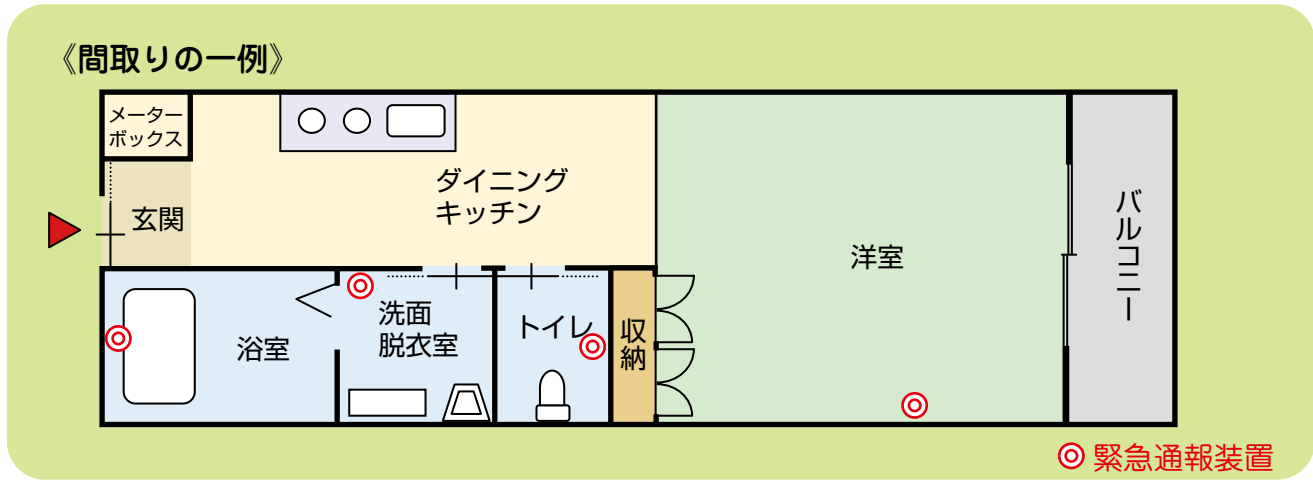 《間取りの一例》
メーター
ボックス
玄関
ダイニング
キッチン
洋室
バルコニー
浴室
洗面
脱衣室
トイレ
収納
緊急通報装置